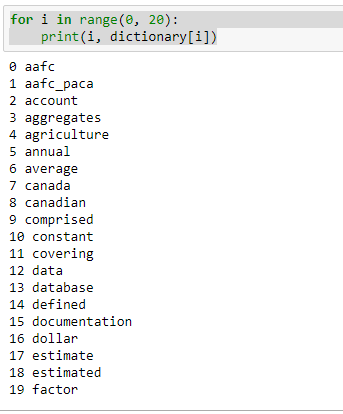 for i in range(0, 20):
    print(i, dictionary[i])
0 aafc
1 aafc_paca
2 account
3 aggregates
4 agriculture
5 annual
6 average
7 canada
8 canadian
9 comprised
10 constant
11 covering
12 data
13 database
14 defined
15 documentation
16 dollar
17 estimate
18 estimated
19 factor